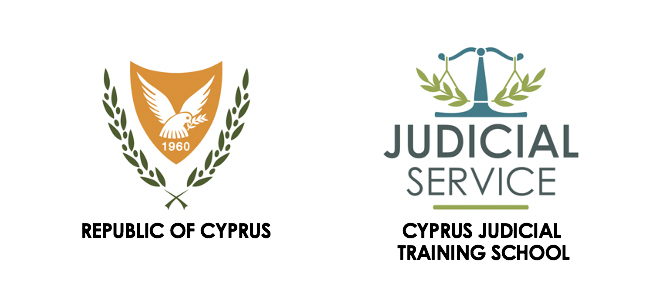 1960
REPUBLIC OF CYPRUS
JUDICIAL
SERVICE
CYPRUS JUDICIAL
TRAINING SCHOOL